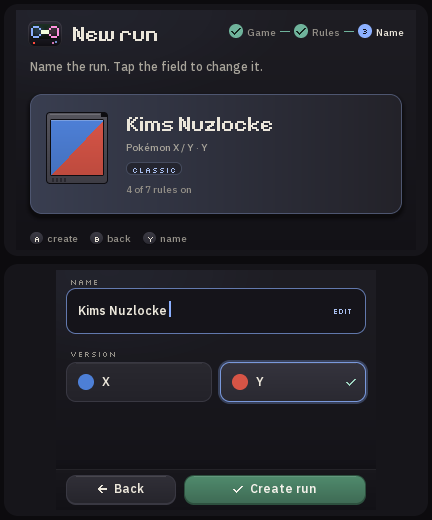 New run
Game — Rules — 3 Name
Name the run. Tap the field to change it.
Kims Nuzlocke
Pokémon X / Y · Y
CLASSIC
4 of 7 rules on
A create B back Y name
NAME
Kims Nuzlocke
EDIT
VERSION
X
Y ✓
← Back
✓ Create run